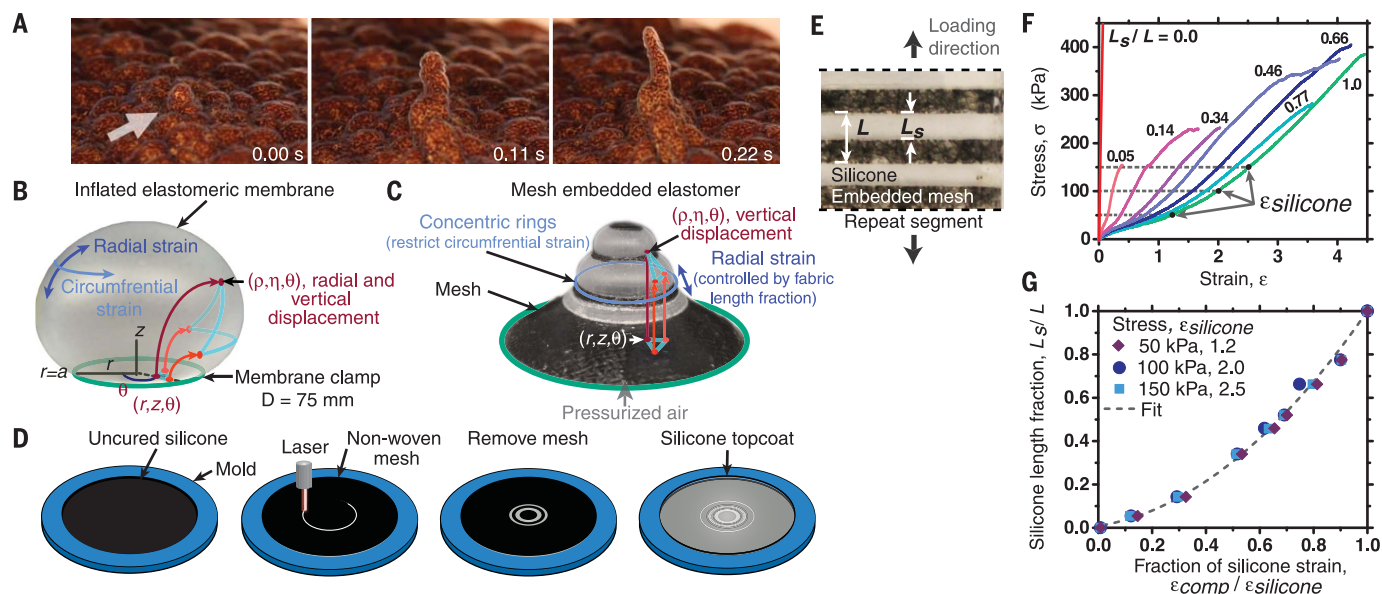 A
0.00 s
0.11 s
0.22 s
B
Inflated elastomeric membrane
Radial strain
Circumfrential
strain
(ρ,η,θ), radial and
vertical
displacement
z
r=a
r
θ
(r,z,θ)
Membrane clamp
D = 75 mm
C
Mesh embedded elastomer
Concentric rings
(restrict circumfrential strain)
(ρ,η,θ), vertical
displacement
Radial strain
(controlled by fabric
length fraction)
Mesh
(r,z,θ)
Pressurized air
D
Uncured silicone
Mold
Laser
Non-woven
mesh
Remove mesh
Silicone topcoat
E
Loading
direction
L
Ls
Silicone
Embedded mesh
Repeat segment
F
Stress, σ (kPa)
400
300
200
100
0
Ls / L = 0.0
0.05
0.14
0.34
0.46
0.66
0.77
1.0
εsilicone
0 1 2 3 4
Strain, ε
G
Silicone length fraction, Ls / L
1.0
0.8
0.6
0.4
0.2
0.0
Stress, εsilicone
50 kPa, 1.2
100 kPa, 2.0
150 kPa, 2.5
Fit
0.0 0.2 0.4 0.6 0.8 1.0
Fraction of silicone strain,
εcomp / εsilicone